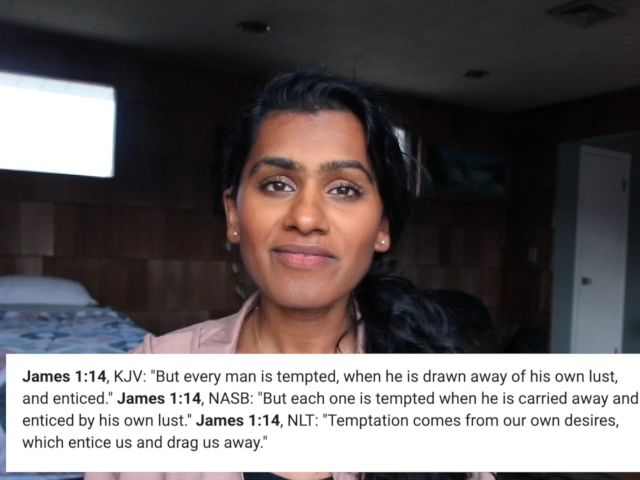 James 1:14, KJV: "But every man is tempted, when he is drawn away of his own lust,
and enticed." James 1:14, NASB: "But each one is tempted when he is carried away and
enticed by his own lust." James 1:14, NLT: "Temptation comes from our own desires,
which entice us and drag us away."